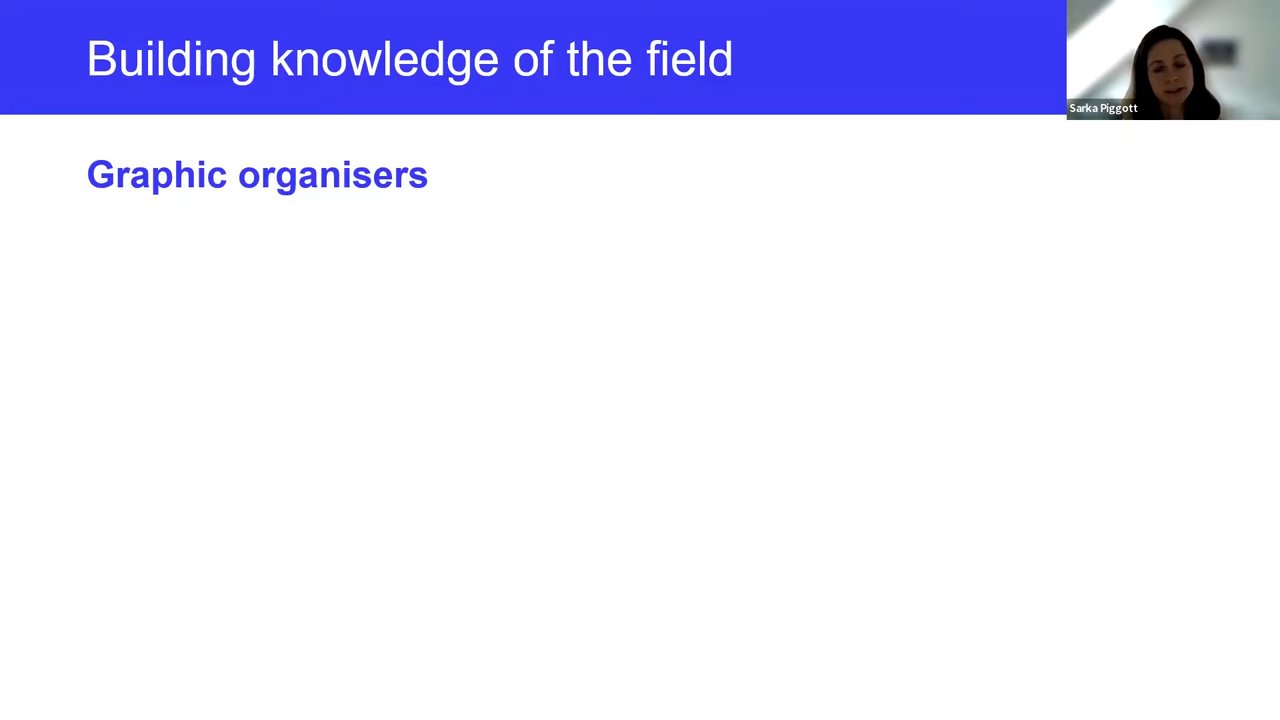 Building knowledge of the field
Sarka Piggott
Graphic organisers